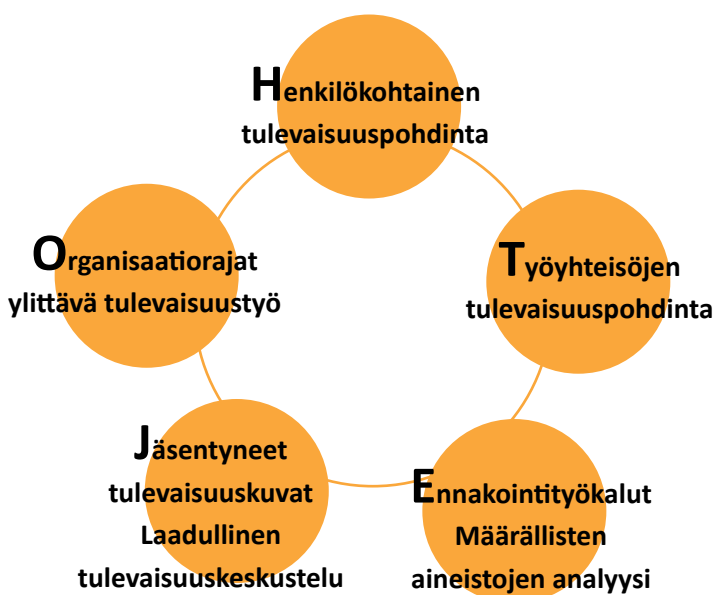 Henkilökohtainen
tulevaisuuspohdinta
Organisaatiorajat
ylittävä tulevaisuustyö
Työyhteisöjen
tulevaisuuspohdinta
Jäsentyneet
tulevaisuuskuvat
Laadullinen
tulevaisuuskeskustelu
Ennakointityökalut
Määrällisten
aineistojen analyysi